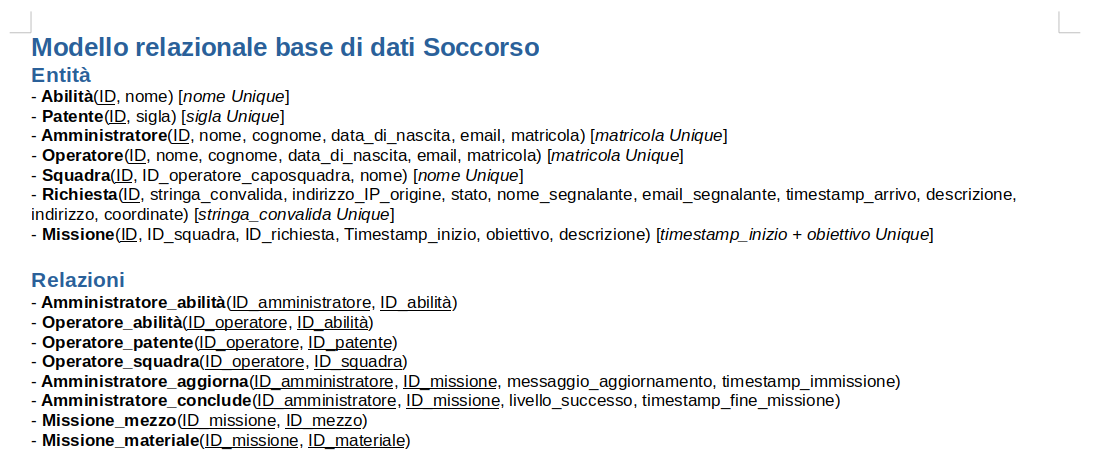 Modello relazionale base di dati Soccorso
Entità
- Abilità(ID, nome) [nome Unique]
- Patente(ID, sigla) [sigla Unique]
- Amministratore(ID, nome, cognome, data_di_nascita, email, matricola) [matricola Unique]
- Operatore(ID, nome, cognome, data_di_nascita, email, matricola) [matricola Unique]
- Squadra(ID, ID_operatore_caposquadra, nome) [nome Unique]
- Richiesta(ID, stringa_convalida, indirizzo_IP_origine, stato, nome_segnalante, email_segnalante, timestamp_arrivo, descrizione,
indirizzo, coordinate) [stringa_convalida Unique]
- Missione(ID, ID_squadra, ID_richiesta, Timestamp_inizio, obiettivo, descrizione) [timestamp_inizio + obiettivo Unique]
Relazioni
- Amministratore_abilità(ID_amministratore, ID_abilità)
- Operatore_abilità(ID_operatore, ID_abilità)
- Operatore_patente(ID_operatore, ID_patente)
- Operatore_squadra(ID_operatore, ID_squadra)
- Amministratore_aggiorna(ID_amministratore, ID_missione, messaggio_aggiornamento, timestamp_immissione)
- Amministratore_conclude(ID_amministratore, ID_missione, livello_successo, timestamp_fine_missione)
- Missione_mezzo(ID_missione, ID_mezzo)
- Missione_materiale(ID_missione, ID_materiale)